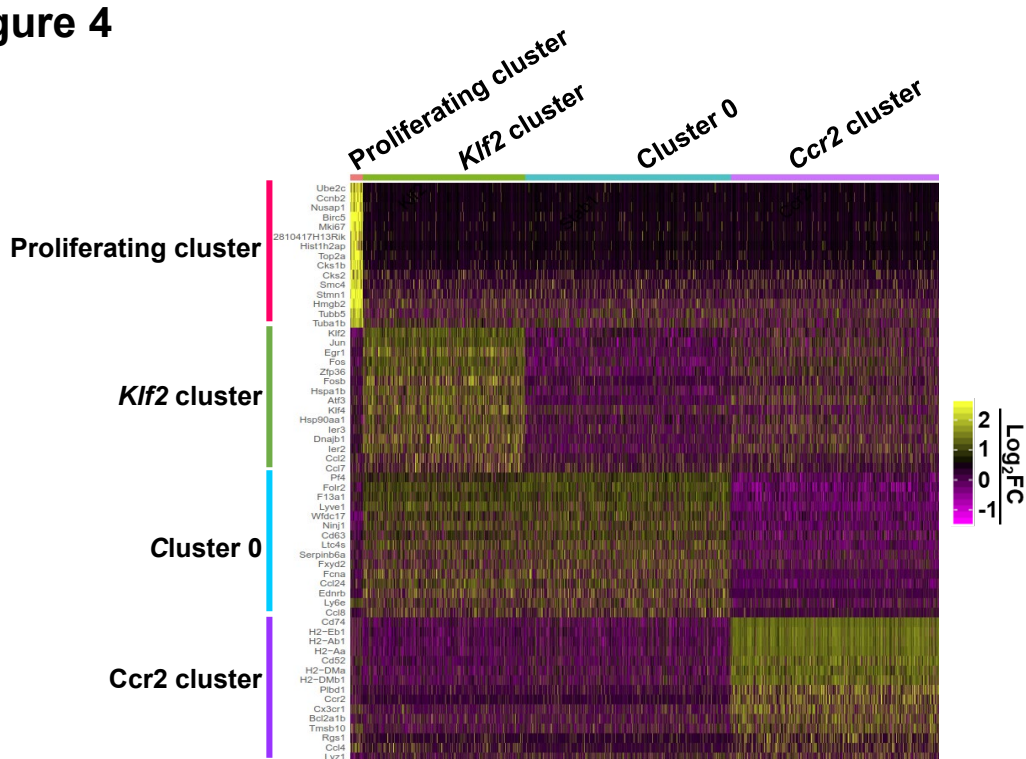 gure 4
Proliferating cluster
Klf2 cluster
Cluster 0
Ccr2 cluster
Proliferating cluster
Klf2 cluster
Cluster 0
Ccr2 cluster
Ube2c
Ccnb2
Nusap1
Birc5
Mki67
2810417H13Rik
Hist1h2ap
Top2a
Cks1b
Cks2
Smc4
Stmn1
Hmgb2
Tubb5
Tuba1b
Klf2
Jun
Egr1
Fos
Zfp36
Fosb
Hspa1b
Atf3
Klf4
Hsp90aa1
Ier3
Dnajb1
Ier2
Ccl2
Ccl7
Pf4
Folr2
F13a1
Lyve1
Wfdc17
Ninj1
Cd63
Ltc4s
Serpinb6a
Fxyd2
Fcna
Ccl24
Ednrb
Ly6e
Ccl8
Cd74
H2−Eb1
H2−Ab1
H2−Aa
Cd52
H2−DMa
H2−DMb1
Plbd1
Ccr2
Cx3cr1
Bcl2a1b
Tmsb10
Rgs1
Ccl4
Lyz1
2
1
0
-1
Log2FC